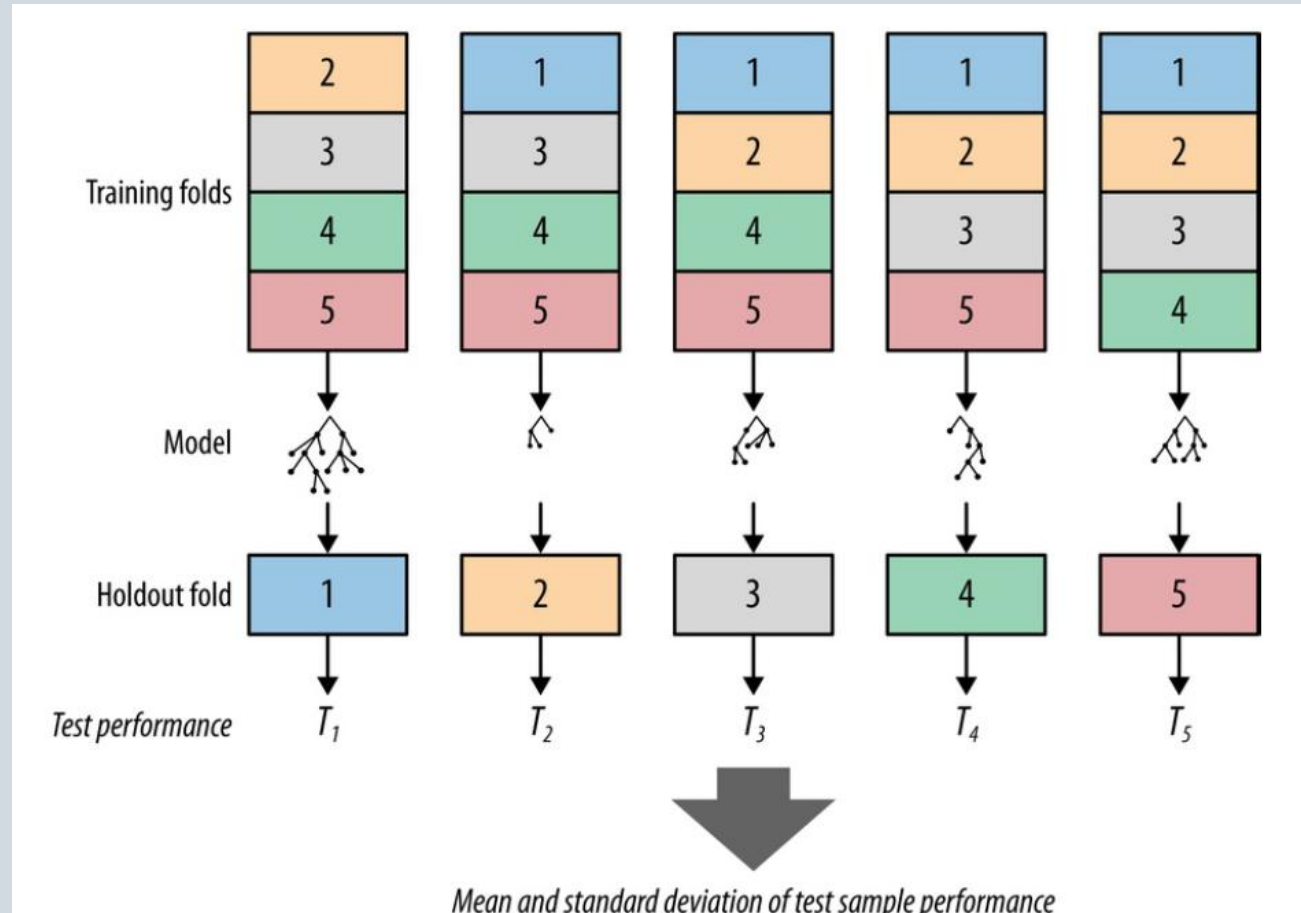 2 1 1 1 1
3 3 2 2 2
Training folds
4 4 4 3 3
5 5 5 5 4
Model
Holdout fold 1 2 3 4 5
Test performance T₁ T₂ T₃ T₄ T₅
Mean and standard deviation of test sample performance